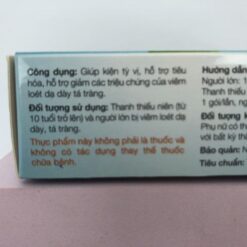 Công dụng: Giúp kiện tỳ vị, hỗ trợ tiêu
hóa, hỗ trợ giảm các triệu chứng của viêm
loét dạ dày tá tràng.
Đối tượng sử dụng: Thanh thiếu niên (từ
10 tuổi trở lên) và người lớn bị viêm loét dạ
dày, tá tràng.
Thực phẩm này không phải là thuốc và
không có tác dụng thay thế thuốc
chữa bệnh.
Hướng dẫn
Người lớn:
Thanh
1 gói/lần,
Đối tượng k
Phụ nữ có th
với bất kỳ th
Bảo quản: N
Tiêu chuẩn: